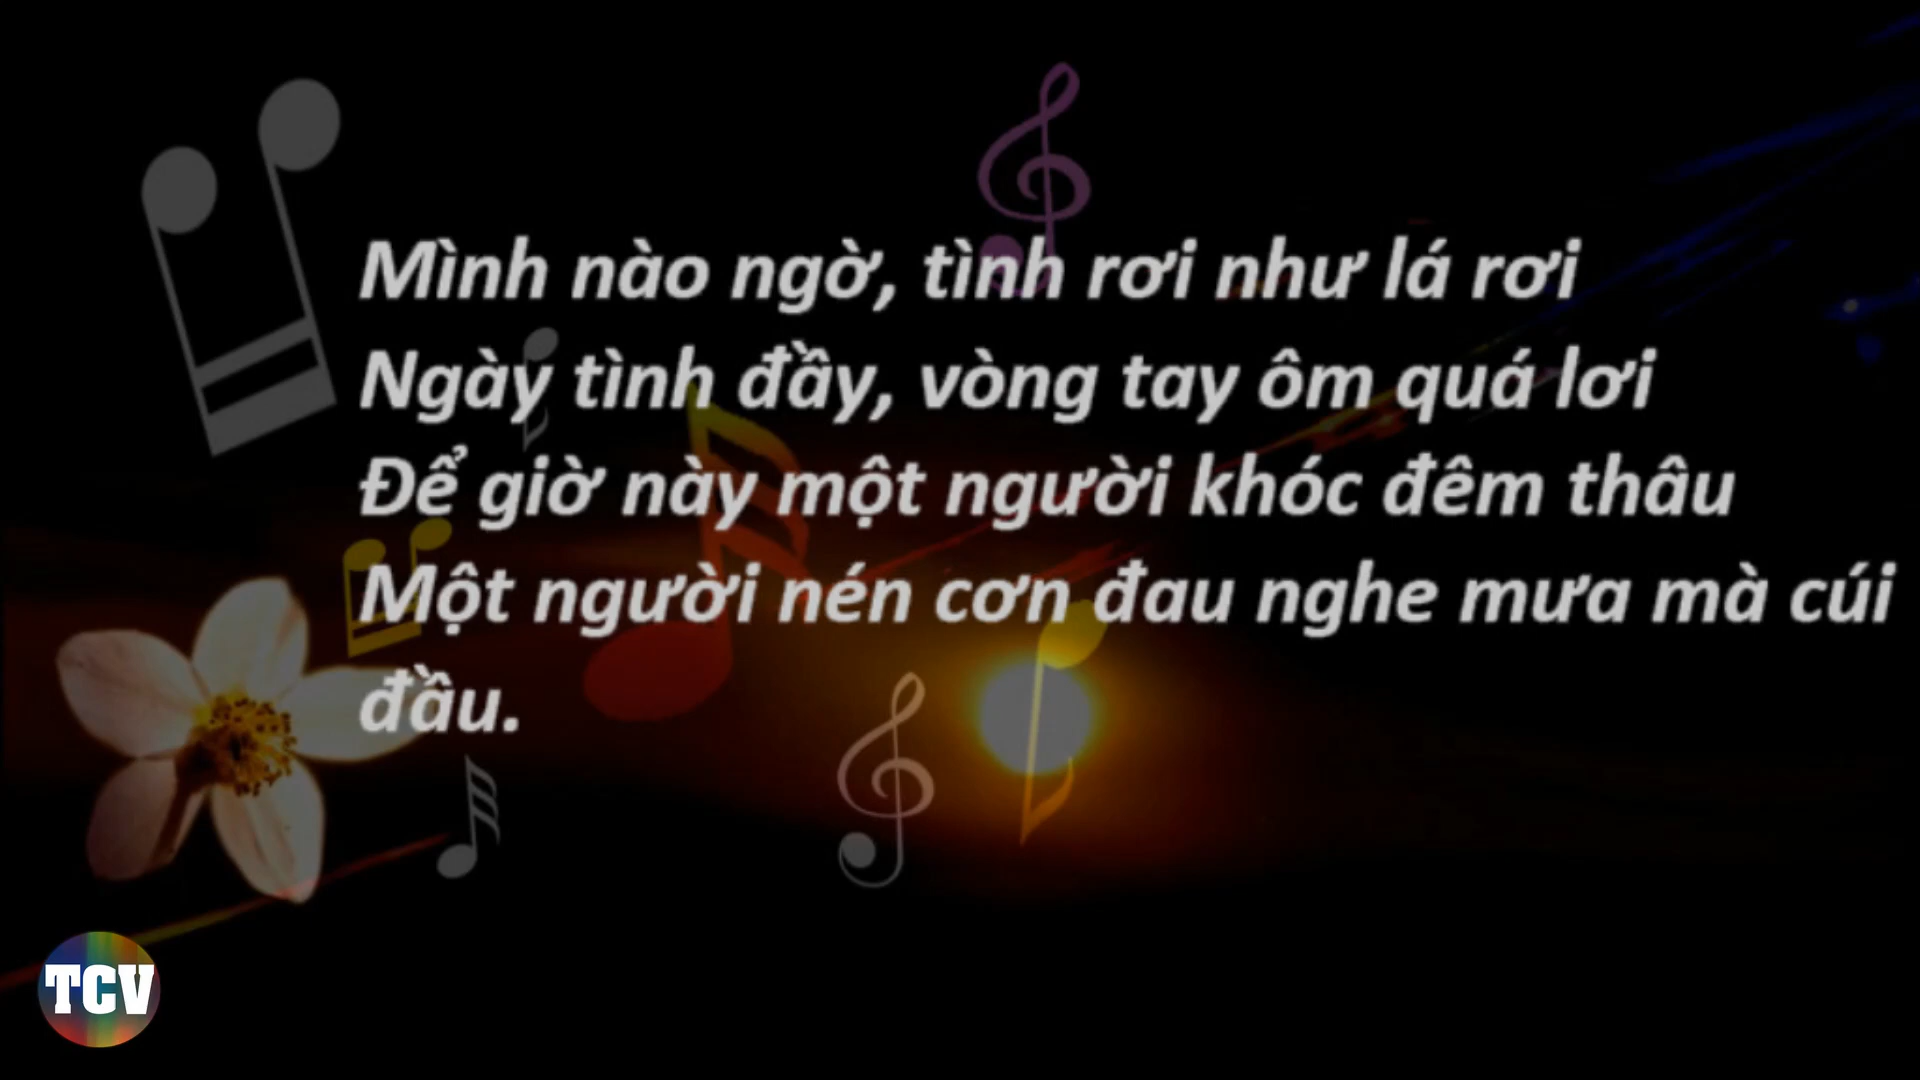 Mình nào ngờ, tình rơi như lá rơi
Ngày tình đầy, vòng tay ôm quá lơi
Để giờ này một người khóc đêm thâu
Một người nén cơn đau nghe mưa mà cúi
đầu.
TCV